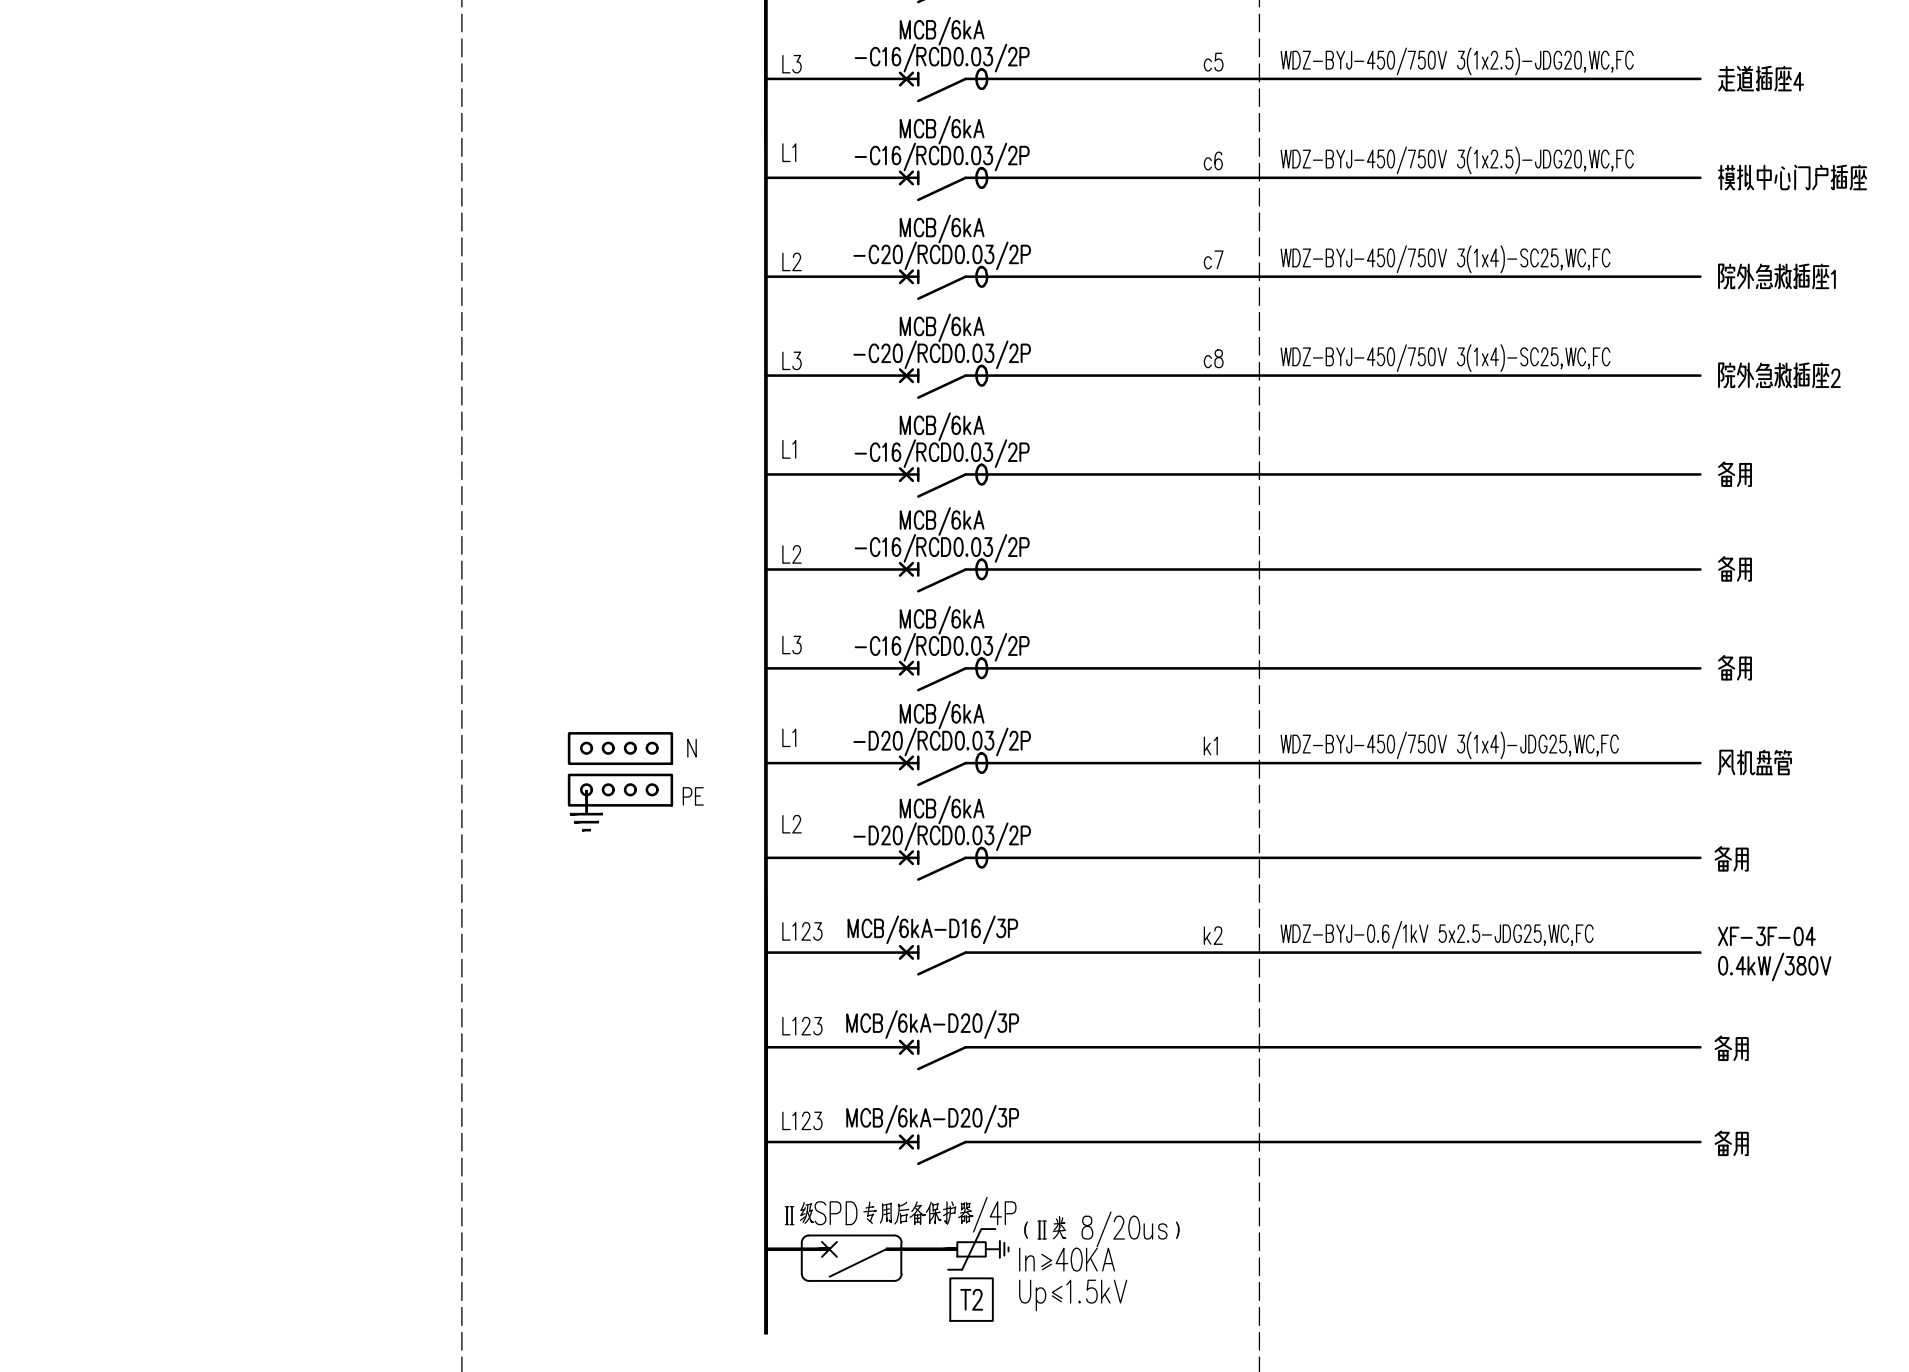 MCB/6kA
L3 -C16/RCD0.03/2P c5 WDZ-BYJ-450/750V 3(1x2.5)-JDG20,WC,FC 走道插座4
MCB/6kA
L1 -C16/RCD0.03/2P c6 WDZ-BYJ-450/750V 3(1x2.5)-JDG20,WC,FC 模拟中心门户插座
MCB/6kA
L2 -C20/RCD0.03/2P c7 WDZ-BYJ-450/750V 3(1x4)-SC25,WC,FC 院外急救插座1
MCB/6kA
L3 -C20/RCD0.03/2P c8 WDZ-BYJ-450/750V 3(1x4)-SC25,WC,FC 院外急救插座2
MCB/6kA
L1 -C16/RCD0.03/2P 备用
MCB/6kA
L2 -C16/RCD0.03/2P 备用
MCB/6kA
L3 -C16/RCD0.03/2P 备用
MCB/6kA
N L1 -D20/RCD0.03/2P k1 WDZ-BYJ-450/750V 3(1x4)-JDG25,WC,FC 风机盘管
PE
MCB/6kA
L2 -D20/RCD0.03/2P 备用
L123 MCB/6kA-D16/3P k2 WDZ-BYJ-0.6/1kV 5x2.5-JDG25,WC,FC XF-3F-04
0.4kW/380V
L123 MCB/6kA-D20/3P 备用
L123 MCB/6kA-D20/3P 备用
Ⅱ级SPD专用后备保护器/4P (Ⅱ类 8/20us)
In≥40KA
Up≤1.5kV
T2